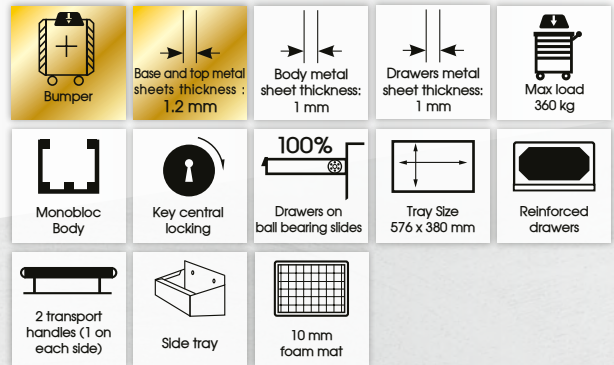 Bumper
Base and top metal
sheets thickness :
1.2 mm
Body metal
sheet thickness:
1 mm
Drawers metal
sheet thickness:
1 mm
Max load
360 kg
Monobloc
Body
Key central
locking
100%
Drawers on
ball bearing slides
Tray Size
576 x 380 mm
Reinforced
drawers
2 transport
handles (1 on
each side)
Side tray
10 mm
foam mat